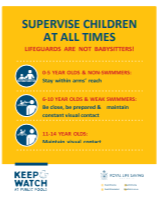 SUPERVISE CHILDREN
AT ALL TIMES
LIFEGUARDS ARE NOT BABYSITTERS!
0-5 YEAR OLDS & NON-SWIMMERS:
Stay within arms' reach
6-10 YEAR OLDS & WEAK SWIMMERS:
Be close, be prepared & maintain
constant visual contact
11-14 YEAR OLDS:
Maintain visual contact
KEEP
WATCH
AT PUBLIC POOLS
ROYAL LIFE SAVING